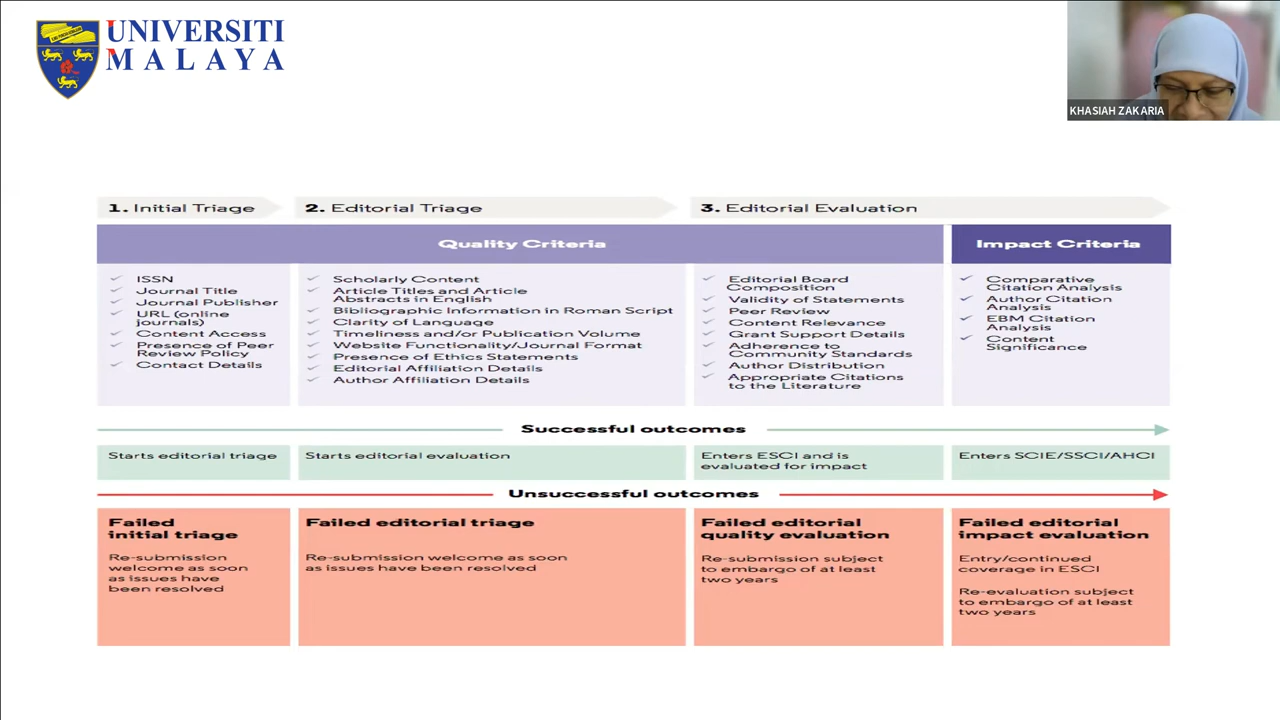 UNIVERSITI
MALAYA
KHASIAH ZAKARIA
1. Initial Triage
2. Editorial Triage
3. Editorial Evaluation
Quality Criteria
Impact Criteria
ISSN
Journal Title
Journal Publisher
URL (online
journals)
Content Access
Presence of Peer
Review Policy
Contact Details
Scholarly Content
Article Titles and Article
Abstracts in English
Bibliographic Information in Roman Script
Clarity of Language
Timeliness and/or Publication Volume
Website Functionality/Journal Format
Presence of Ethics Statements
Editorial Affiliation Details
Author Affiliation Details
Editorial Board
Composition
Validity of Statements
Peer Review
Content Relevance
Grant Support Details
Adherence to
Community Standards
Author Distribution
Appropriate Citations
to the Literature
Comparative
Citation Analysis
Author Citation
Analysis
EBM Citation
Analysis
Content
Significance
Successful outcomes
Starts editorial triage
Starts editorial evaluation
Enters ESCI and is
evaluated for impact
Enters SCIE/SSCI/AHCI
Unsuccessful outcomes
Failed
initial triage
Re-submission
welcome as soon
as issues have
been resolved
Failed editorial triage
Re-submission welcome as soon
as issues have been resolved
Failed editorial
quality evaluation
Re-submission subject
to embargo of at least
two years
Failed editorial
impact evaluation
Entry/continued
coverage in ESCI
Re-evaluation subject
to embargo of at least
two years